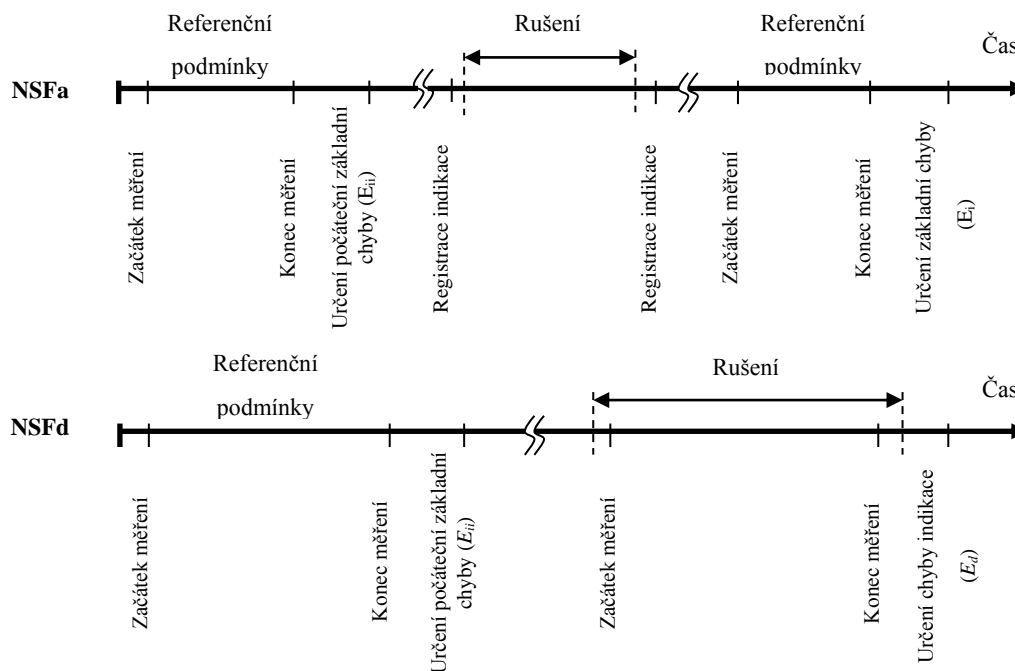 Referenční
podmínky
Rušení
Referenční
podmínky
Čas
NSFa
Začátek měření
Konec měření
Určení počáteční základní
chyby (Eii)
Registrace indikace
Registrace indikace
Začátek měření
Konec měření
Určení základní chyby
(Ei)
Referenční
podmínky
Rušení
Čas
NSFd
Začátek měření
Konec měření
Určení počáteční základní
chyby (Eii)
Začátek měření
Konec měření
Určení chyby indikace
(Ed)